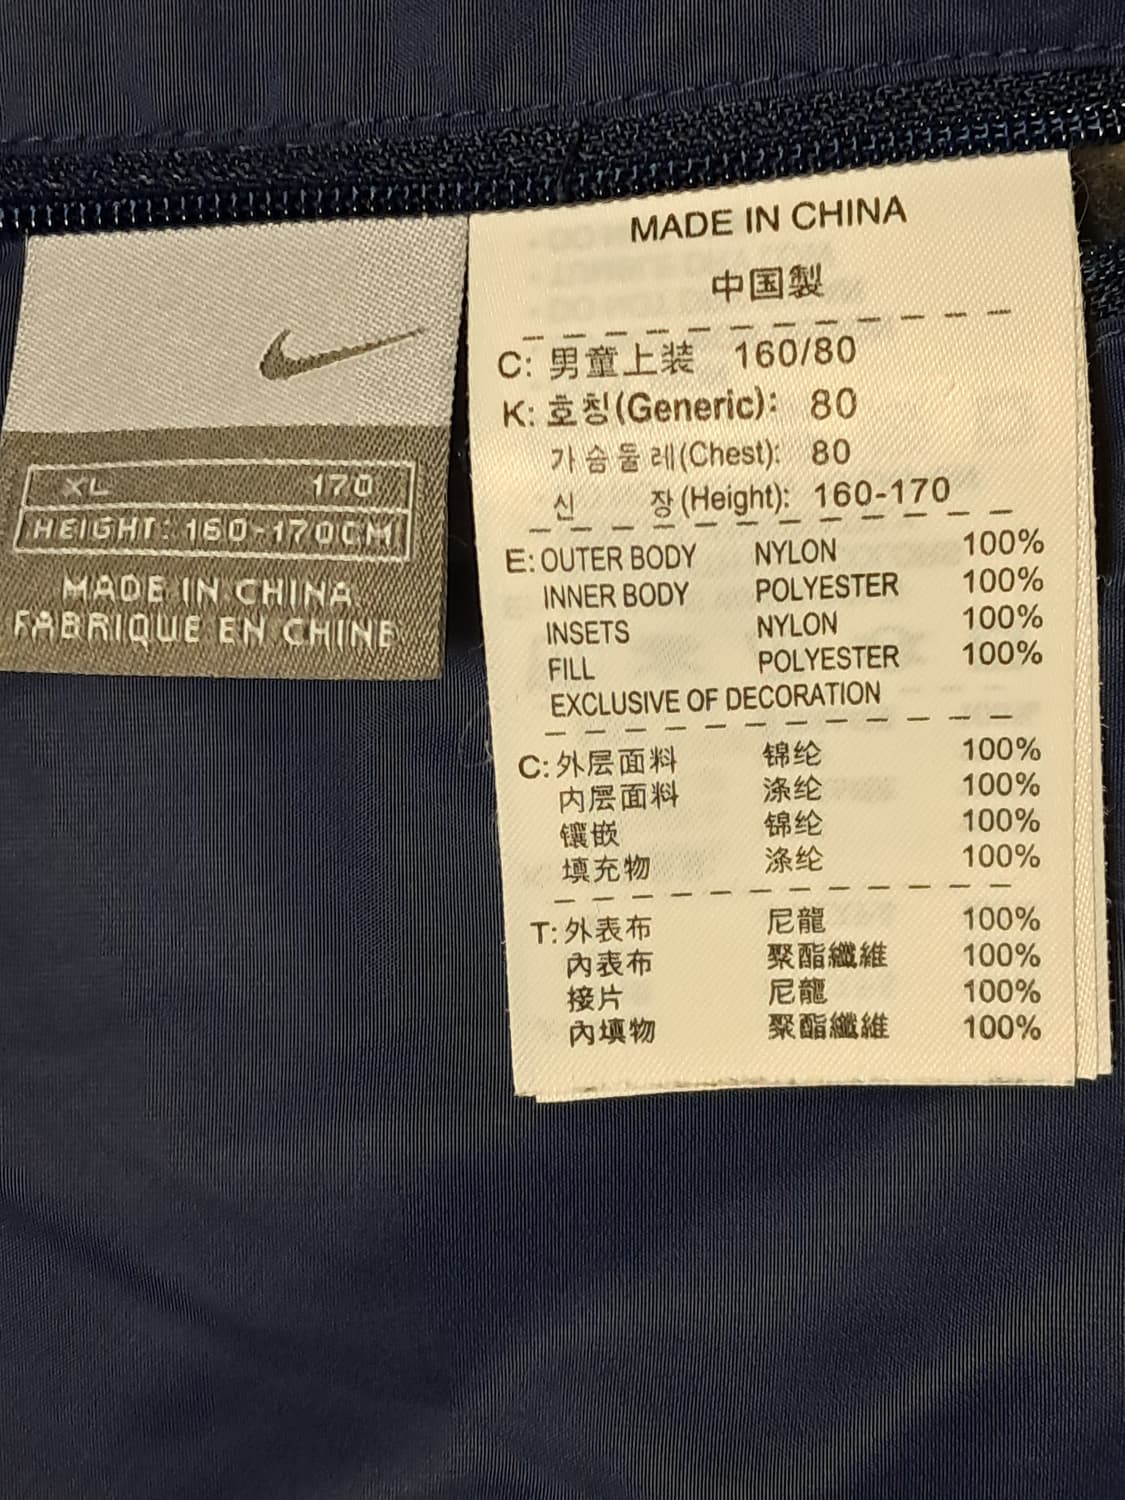 XL 170
HEIGHT: 160-170CM
MADE IN CHINA
FABRIQUE EN CHINE
MADE IN CHINA
中国製
C: 男童上装 160/80
K: 호칭(Generic): 80
가슴둘레(Chest): 80
신 장(Height): 160-170
E: OUTER BODY NYLON 100%
INNER BODY POLYESTER 100%
INSETS NYLON 100%
FILL POLYESTER 100%
EXCLUSIVE OF DECORATION
C: 外层面料 锦纶 100%
内层面料 涤纶 100%
镶嵌 锦纶 100%
填充物 涤纶 100%
T: 外表布 尼龍 100%
內表布 聚酯纖維 100%
接片 尼龍 100%
內填物 聚酯纖維 100%